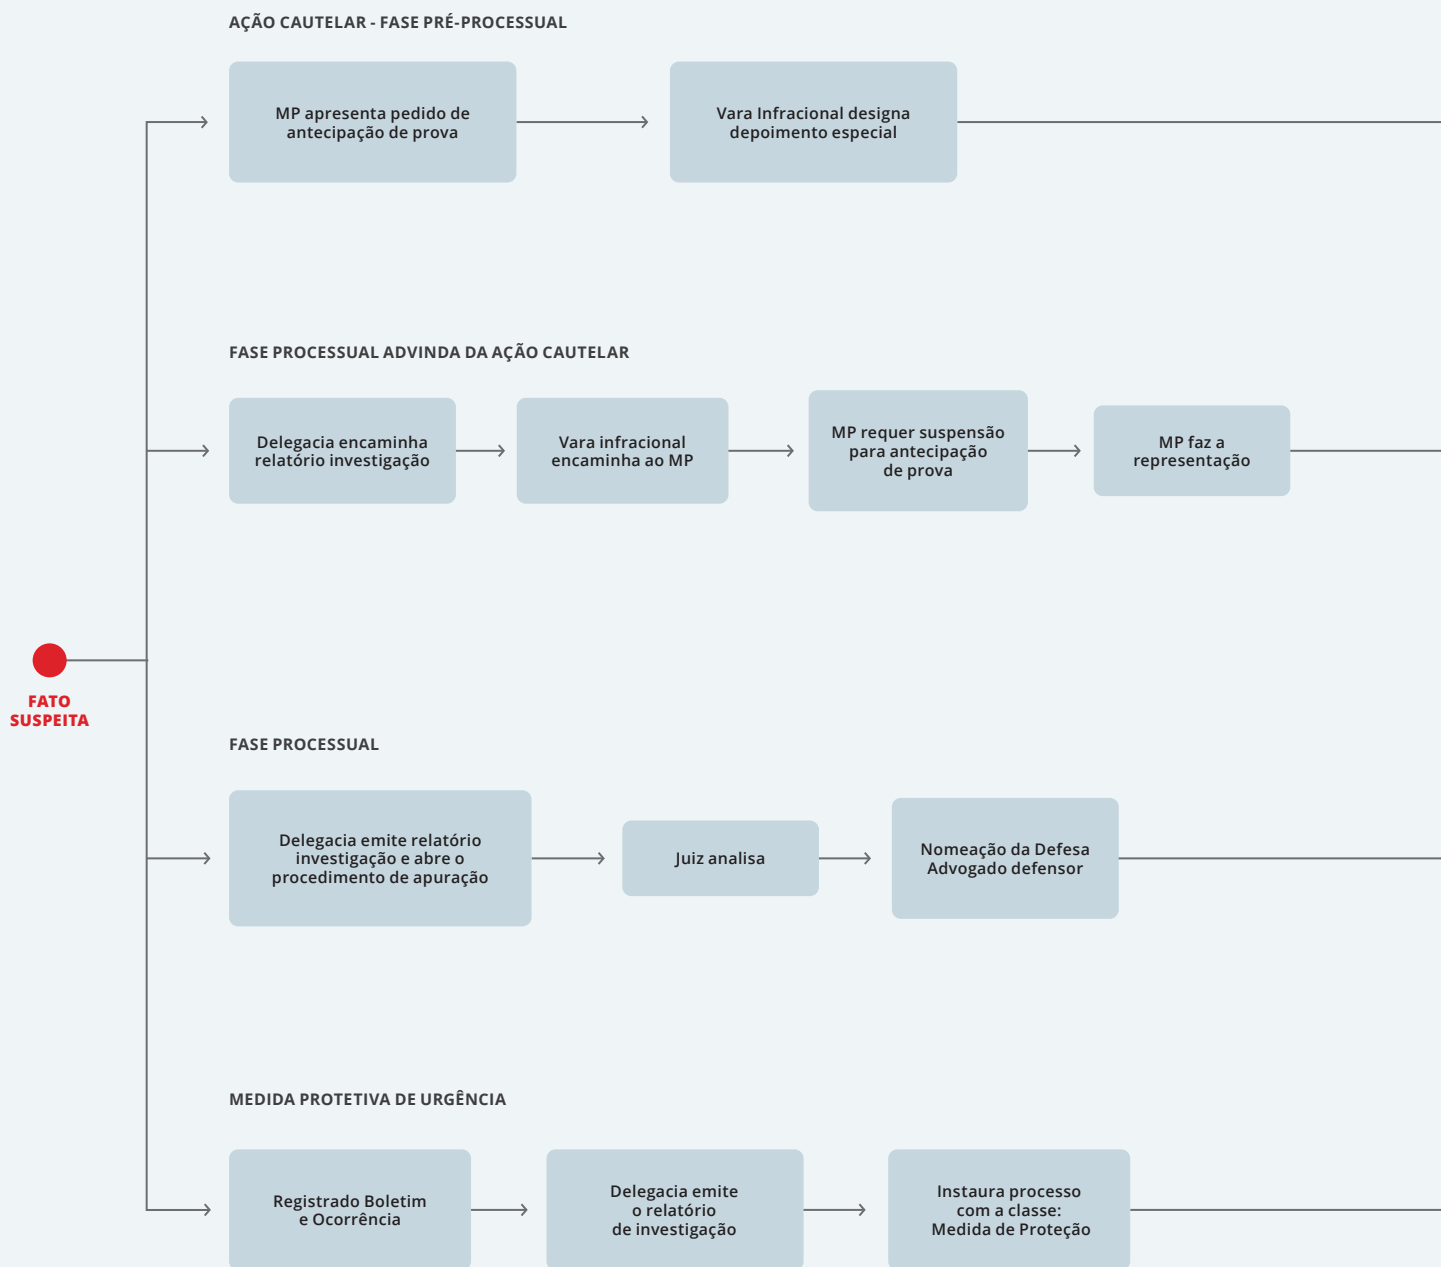 AÇÃO CAUTELAR - FASE PRÉ-PROCESSUAL
MP apresenta pedido de
antecipação de prova
Vara Infracional designa
depoimento especial
FASE PROCESSUAL ADVINDA DA AÇÃO CAUTELAR
Delegacia encaminha
relatório investigação
Vara infracional
encaminha ao MP
MP requer suspensão
para antecipação
de prova
MP faz a
representação
FATO
SUSPEITA
FASE PROCESSUAL
Delegacia emite relatório
investigação e abre o
procedimento de apuração
Juiz analisa
Nomeação da Defesa
Advogado defensor
MEDIDA PROTETIVA DE URGÊNCIA
Registrado Boletim
e Ocorrência
Delegacia emite
o relatório
de investigação
Instaura processo
com a classe:
Medida de Proteção